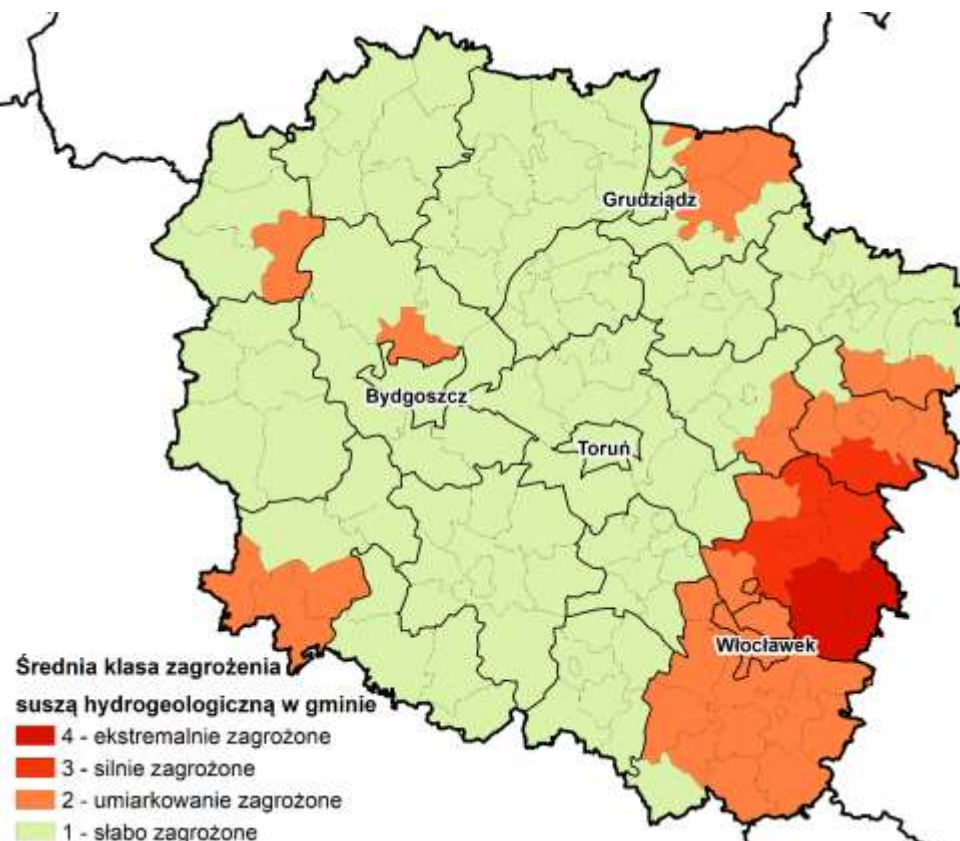 Grudziądz
Bydgoszcz
Toruń
Włocławek
Średnia klasa zagrożenia
suszą hydrogeologiczną w gminie
4 - ekstremalnie zagrożone
3 - silnie zagrożone
2 - umiarkowanie zagrożone
1 - słabo zagrożone